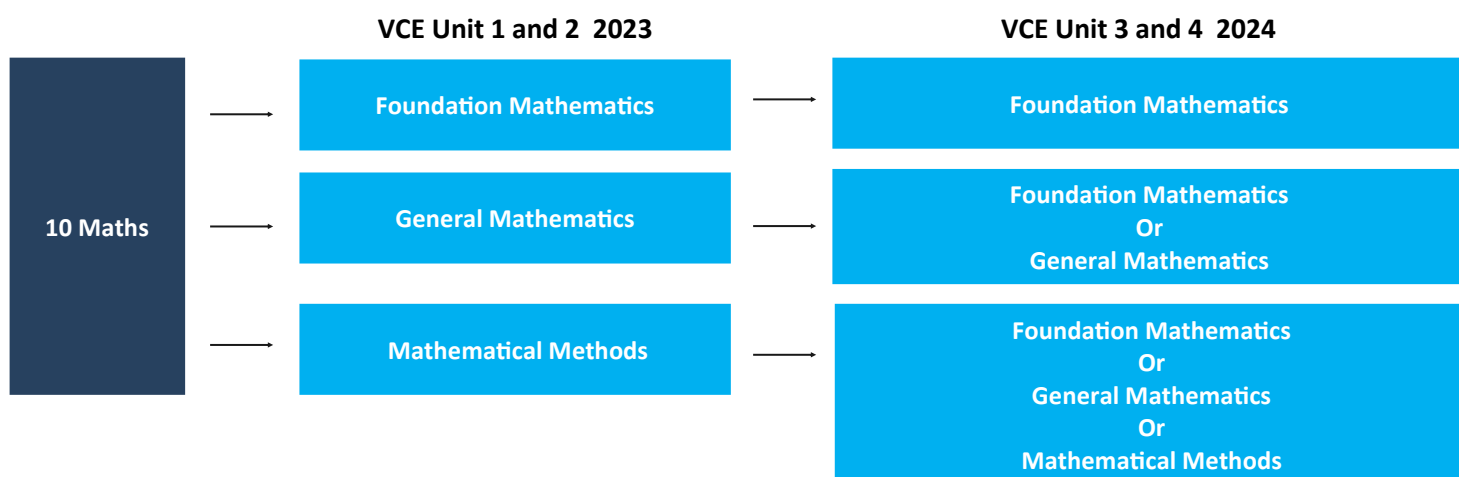 VCE Unit 1 and 2 2023
VCE Unit 3 and 4 2024
10 Maths
Foundation Mathematics
Foundation Mathematics
General Mathematics
Foundation Mathematics
Or
General Mathematics
Mathematical Methods
Foundation Mathematics
Or
General Mathematics
Or
Mathematical Methods